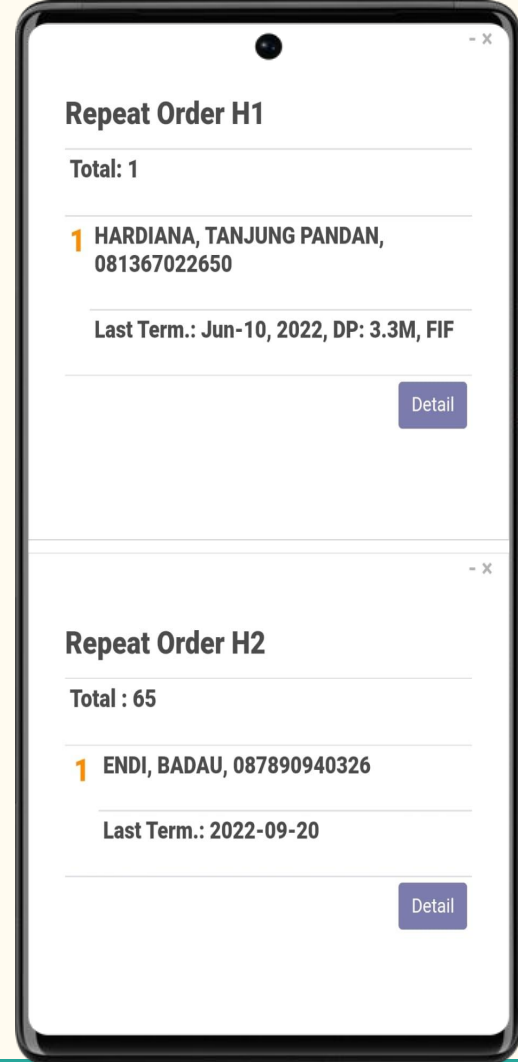 - ×
Repeat Order H1
Total: 1
1 HARDIANA, TANJUNG PANDAN,
081367022650
Last Term.: Jun-10, 2022, DP: 3.3M, FIF
Detail
- ×
Repeat Order H2
Total : 65
1 ENDI, BADAU, 087890940326
Last Term.: 2022-09-20
Detail